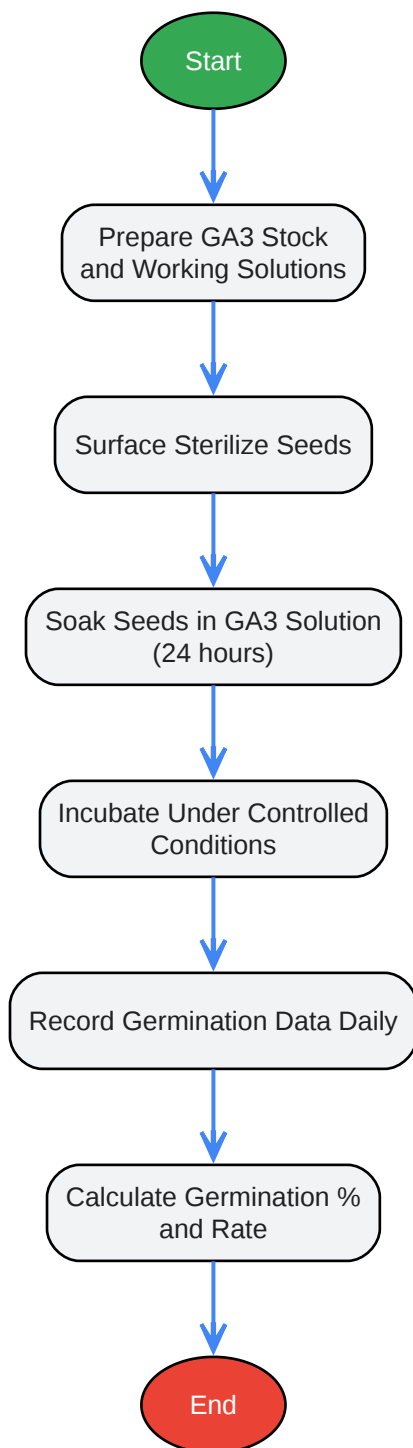 Start
Prepare GA3 Stock
and Working Solutions
Surface Sterilize Seeds
Soak Seeds in GA3 Solution
(24 hours)
Incubate Under Controlled
Conditions
Record Germination Data Daily
Calculate Germination %
and Rate
End